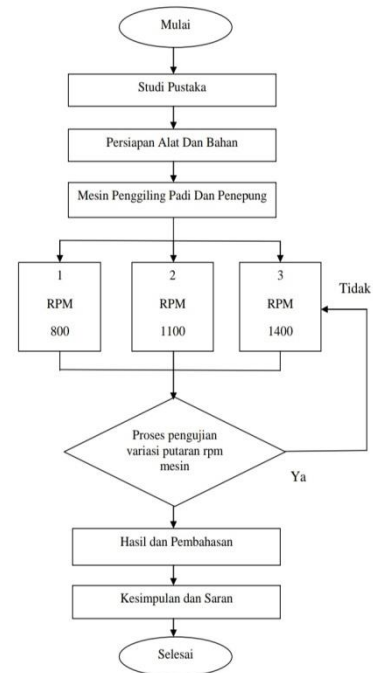 Mulai
Studi Pustaka
Persiapan Alat Dan Bahan
Mesin Penggiling Padi Dan Penepung
1
RPM
800
2
RPM
1100
3
RPM
1400
Tidak
Proses pengujian
variasi putaran rpm
mesin
Ya
Hasil dan Pembahasan
Kesimpulan dan Saran
Selesai